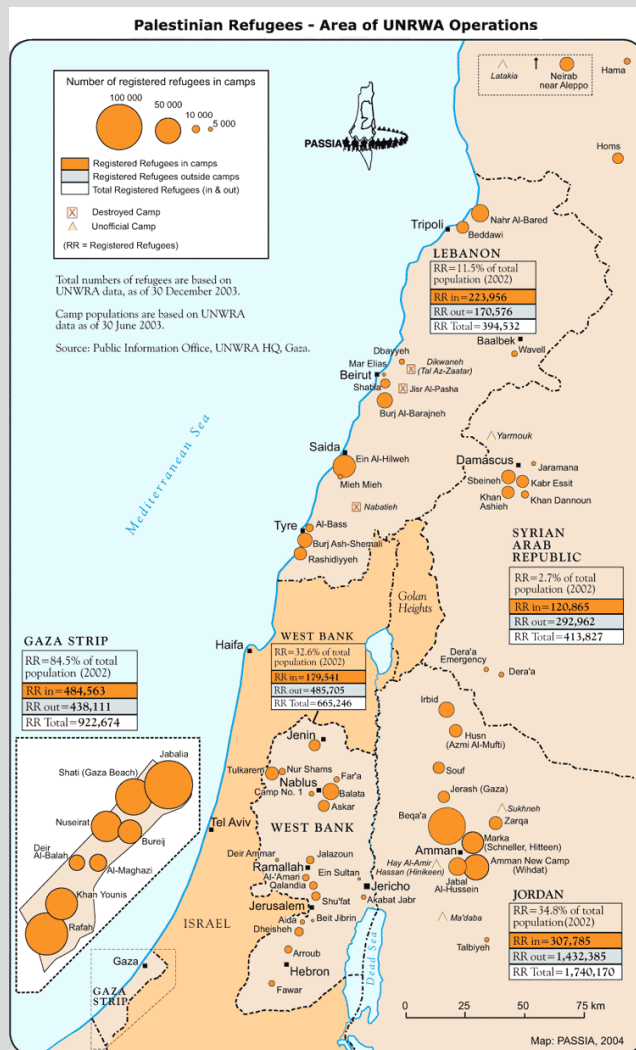 Palestinian Refugees - Area of UNRWA Operations
Number of registered refugees in camps
100 000
50 000
10 000
5 000
Registered Refugees in camps
Registered Refugees outside camps
Total Registered Refugees (in & out)
Destroyed Camp
Unofficial Camp
(RR = Registered Refugees)
Total numbers of refugees are based on
UNWRA data, as of 30 December 2003.
Camp populations are based on UNWRA
data as of 30 June 2003.
Source: Public Information Office, UNWRA HQ, Gaza.
PASSIA
Latakia
Neirab
near Aleppo
Hama
Homs
Tripoli
Nahr Al-Bared
Beddawi
LEBANON
RR=11.5% of total
population (2002)
RR in=223,956
RR out=170,576
RR Total=394,532
Baalbek
Wavell
Dbayyeh
Mar Elias
Dikwaneh
(Tal Az-Zaatar)
Beirut
Shatila
Jisr Al-Pasha
Burj Al-Barajneh
Mediterranean Sea
Yarmouk
Saida
Ein Al-Hilweh
Mieh Mieh
Nabatieh
Damascus
Jaramana
Sbeineh
Kabr Essit
Khan
Ashieh
Khan Dannoun
Tyre
Al-Bass
Burj Ash-Shemali
Rashidiyyeh
SYRIAN
ARAB
REPUBLIC
RR=2.7% of total
population (2002)
RR in=120,865
RR out=292,962
RR Total=413,827
Golan
Heights
Haifa
GAZA STRIP
RR=84.5% of total
population (2002)
RR in=484,563
RR out=438,111
RR Total=922,674
WEST BANK
RR=32.6% of total
population (2002)
RR in=179,541
RR out=485,705
RR Total=665,246
Dera'a
Emergency
Dera'a
Irbid
Husn
(Azmi Al-Mufti)
Souf
Jerash (Gaza)
Sukhneh
Zarqa
Beqa'a
Marka
(Schneller, Hitteen)
Amman
Amman New Camp
(Wihdat)
Hay Al-Amir
Hassan (Hinikeen)
Jabal
Al-Hussein
Ma'daba
Talbiyeh
JORDAN
RR=34.8% of total
population(2002)
RR in=307,785
RR out=1,432,385
RR Total=1,740,170
Jenin
Tulkarem
Nur Shams
Far'a
Nablus
Camp No. 1
Balata
Askar
WEST BANK
Tel Aviv
Deir Ammar
Jalazoun
Ramallah
Al-'Amari
Ein Sultan
Qalandia
Jericho
Shu'fat
Akabat Jabr
Jerusalem
Aida
Beit Jibrin
Dheisheh
Arroub
Hebron
Fawar
Dead Sea
ISRAEL
Jabalia
Shati (Gaza Beach)
Nuseirat
Bureij
Deir
Al-Balah
Al-Maghazi
Khan Younis
Rafah
Gaza
GAZA
STRIP
0 25 50 75 km
Map: PASSIA, 2004